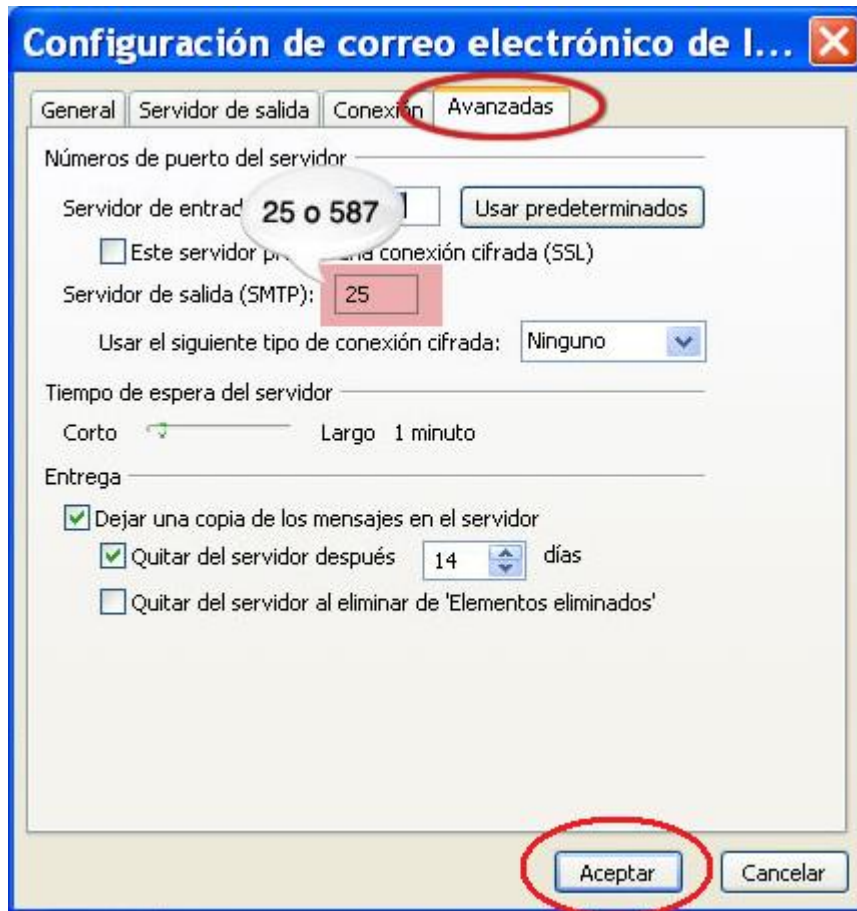 Configuración de correo electrónico de I...
General Servidor de salida Conexión Avanzadas
Números de puerto del servidor
Servidor de Usar predeterminados
25 o 587
Este servidor conexión cifrada (SSL)
Servidor de salida (SMTP): 25
Usar el siguiente tipo de conexión cifrada: Ninguno
Tiempo de espera del servidor
Corto Largo 1 minuto
Entrega
Dejar una copia de los mensajes en el servidor
Quitar del servidor después 14 días
Quitar del servidor al eliminar de 'Elementos eliminados'
Aceptar Cancelar